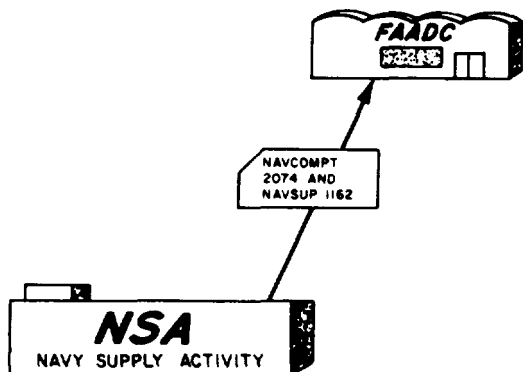 FAADC
NAVCOMPT
2074 AND
NAVSUP 1162
NSA
NAVY SUPPLY ACTIVITY